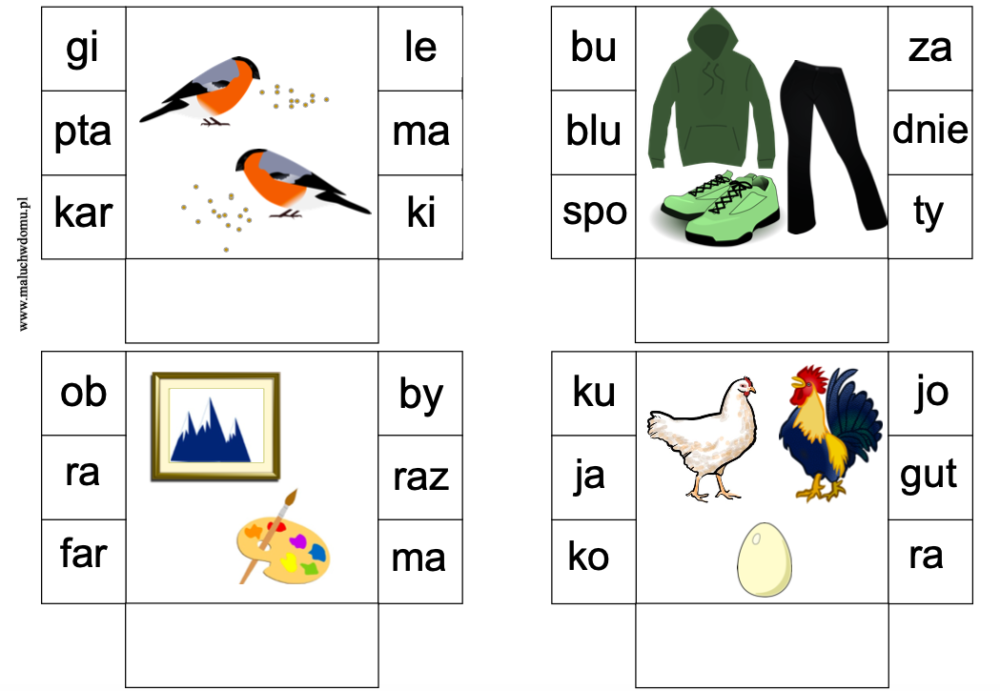 gi
le
pta
ma
kar
ki
bu
za
blu
dnie
spo
ty
www.maluchwdomu.pl
ob
by
ra
raz
far
ma
ku
jo
ja
gut
ko
ra